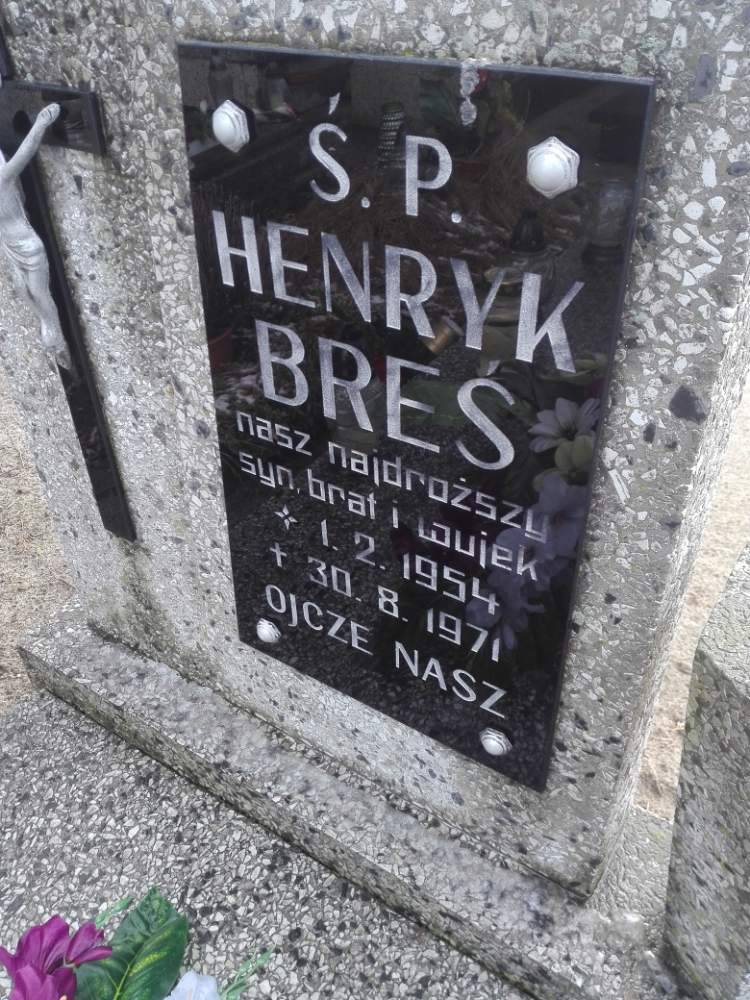 Ś. P.
HENRYK
BREŚ
nasz najdroższy
syn, brat i wujek
1. 2. 1954
30. 8. 1971
OJCZE NASZ